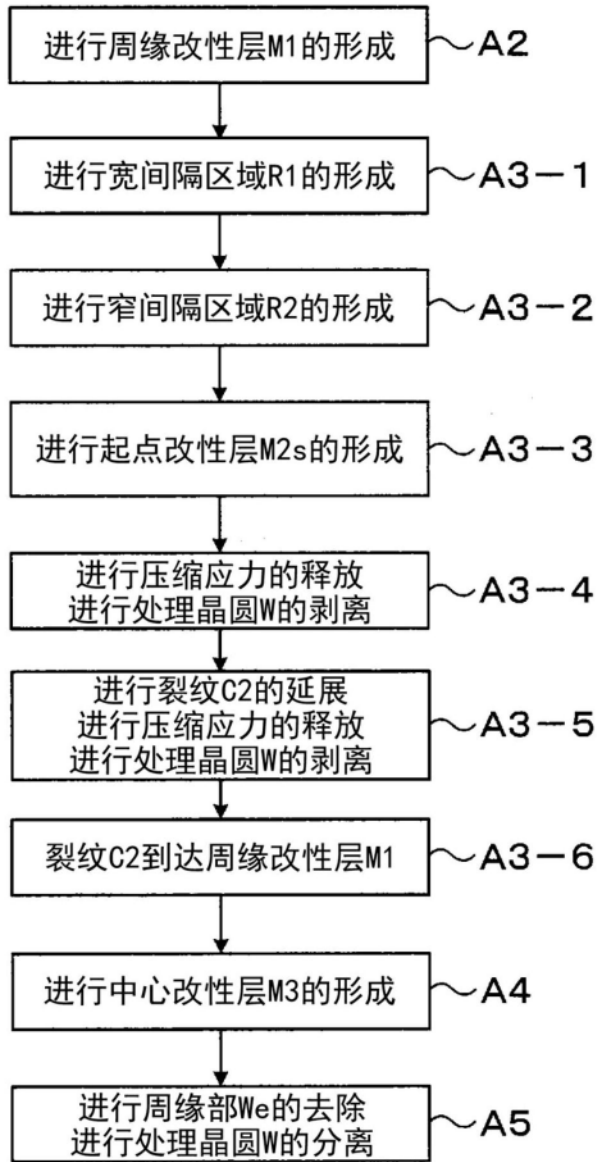 进行周缘改性层M1的形成 A2
进行宽间隔区域R1的形成 A3-1
进行窄间隔区域R2的形成 A3-2
进行起点改性层M2s的形成 A3-3
进行压缩应力的释放
进行处理晶圆W的剥离 A3-4
进行裂纹C2的延展
进行压缩应力的释放 A3-5
进行处理晶圆W的剥离
裂纹C2到达周缘改性层M1 A3-6
进行中心改性层M3的形成 A4
进行周缘部We的去除
进行处理晶圆W的分离 A5